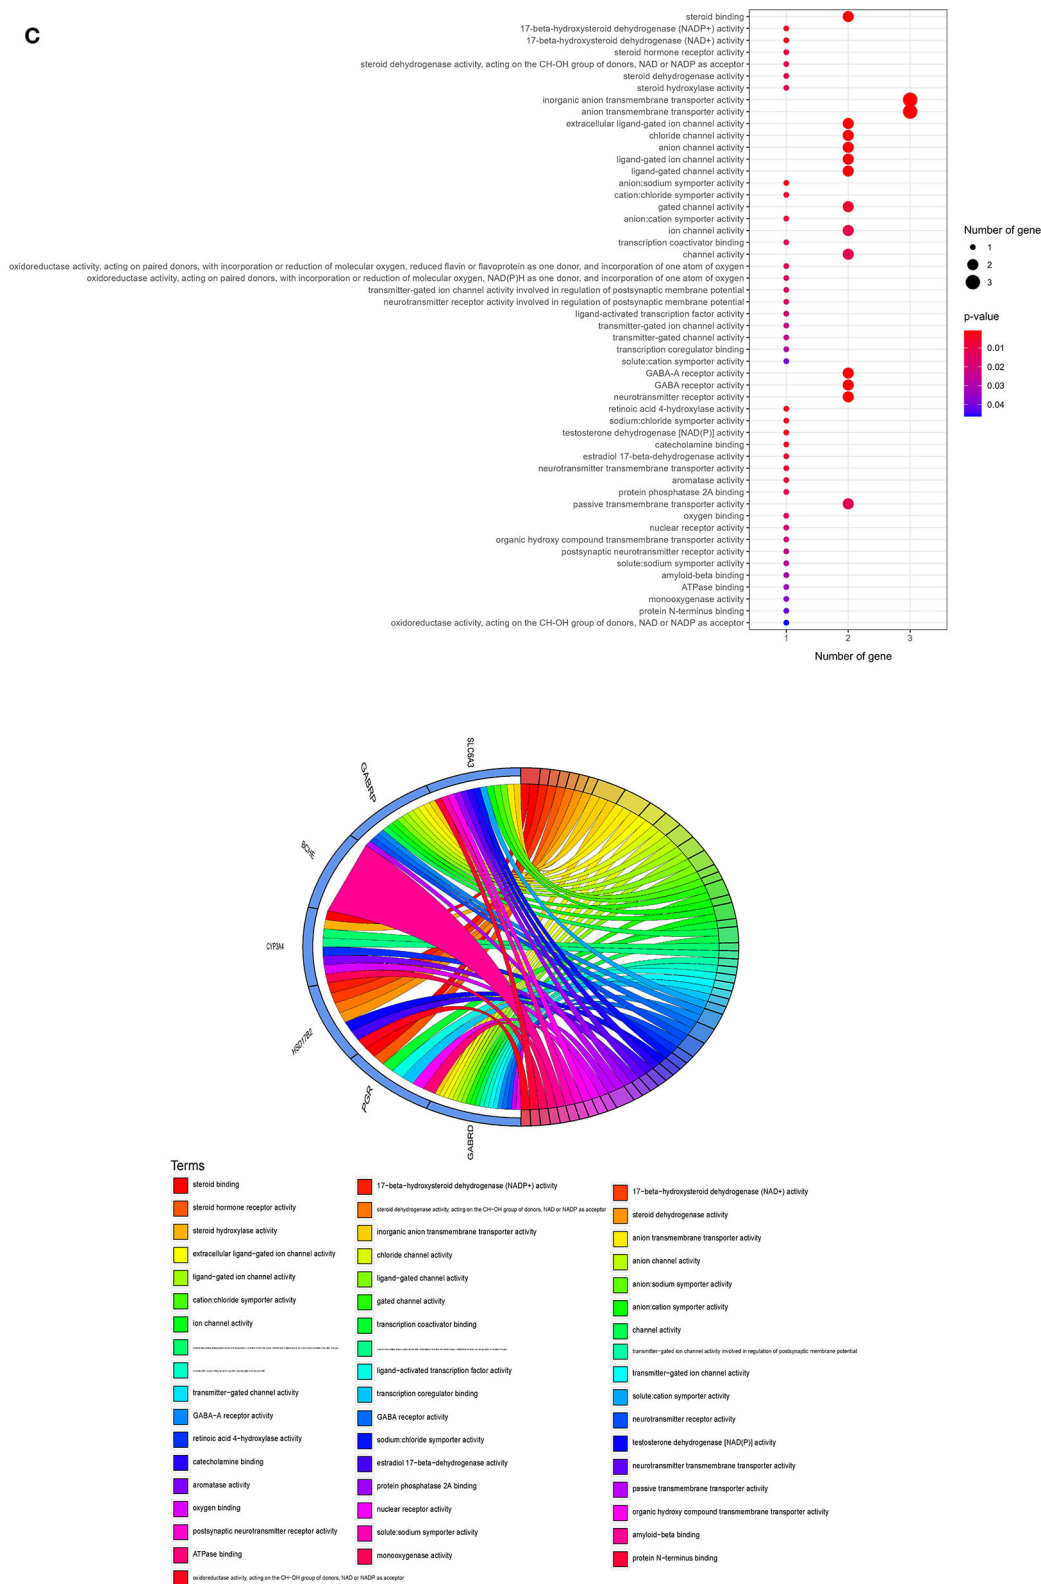 C
steroid binding
17-beta-hydroxysteroid dehydrogenase (NADP+) activity
17-beta-hydroxysteroid dehydrogenase (NAD+) activity
steroid hormone receptor activity
steroid dehydrogenase activity, acting on the CH-OH group of donors, NAD or NADP as acceptor
steroid dehydrogenase activity
steroid hydroxylase activity
inorganic anion transmembrane transporter activity
anion transmembrane transporter activity
extracellular ligand-gated ion channel activity
chloride channel activity
anion channel activity
ligand-gated ion channel activity
ligand-gated channel activity
anion:sodium symporter activity
cation:chloride symporter activity
gated channel activity
anion:cation symporter activity
ion channel activity
transcription coactivator binding
channel activity
oxidoreductase activity, acting on paired donors, with incorporation or reduction of molecular oxygen, reduced flavin or flavoprotein as one donor, and incorporation of one atom of oxygen
oxidoreductase activity, acting on paired donors, with incorporation or reduction of molecular oxygen, NAD(P)H as one donor, and incorporation of one atom of oxygen
transmitter-gated ion channel activity involved in regulation of postsynaptic membrane potential
neurotransmitter receptor activity involved in regulation of postsynaptic membrane potential
ligand-activated transcription factor activity
transmitter-gated ion channel activity
transmitter-gated channel activity
transcription coregulator binding
solute:cation symporter activity
GABA-A receptor activity
GABA receptor activity
neurotransmitter receptor activity
retinoic acid 4-hydroxylase activity
sodium:chloride symporter activity
testosterone dehydrogenase [NAD(P)] activity
catecholamine binding
estradiol 17-beta-dehydrogenase activity
neurotransmitter transmembrane transporter activity
aromatase activity
protein phosphatase 2A binding
passive transmembrane transporter activity
oxygen binding
nuclear receptor activity
organic hydroxy compound transmembrane transporter activity
postsynaptic neurotransmitter receptor activity
solute:sodium symporter activity
amyloid-beta binding
ATPase binding
monooxygenase activity
protein N-terminus binding
oxidoreductase activity, acting on the CH-OH group of donors, NAD or NADP as acceptor
1 2 3
Number of gene
Number of gene
1
2
3
p-value
0.01
0.02
0.03
0.04
SLC6A3
GABRP
BCHE
CYP3A4
HSD17B2
PGR
GABRD
Terms
steroid binding
17-beta-hydroxysteroid dehydrogenase (NADP+) activity
17-beta-hydroxysteroid dehydrogenase (NAD+) activity
steroid hormone receptor activity
steroid dehydrogenase activity, acting on the CH-OH group of donors, NAD or NADP as acceptor
steroid dehydrogenase activity
steroid hydroxylase activity
inorganic anion transmembrane transporter activity
anion transmembrane transporter activity
extracellular ligand-gated ion channel activity
chloride channel activity
anion channel activity
ligand-gated ion channel activity
ligand-gated channel activity
anion:sodium symporter activity
cation:chloride symporter activity
gated channel activity
anion:cation symporter activity
ion channel activity
transcription coactivator binding
channel activity
transmitter-gated ion channel activity involved in regulation of postsynaptic membrane potential
ligand-activated transcription factor activity
transmitter-gated ion channel activity
transmitter-gated channel activity
transcription coregulator binding
solute:cation symporter activity
GABA-A receptor activity
GABA receptor activity
neurotransmitter receptor activity
retinoic acid 4-hydroxylase activity
sodium:chloride symporter activity
testosterone dehydrogenase [NAD(P)] activity
catecholamine binding
estradiol 17-beta-dehydrogenase activity
neurotransmitter transmembrane transporter activity
aromatase activity
protein phosphatase 2A binding
passive transmembrane transporter activity
oxygen binding
nuclear receptor activity
organic hydroxy compound transmembrane transporter activity
postsynaptic neurotransmitter receptor activity
solute:sodium symporter activity
amyloid-beta binding
ATPase binding
monooxygenase activity
protein N-terminus binding
oxidoreductase activity, acting on the CH-OH group of donors, NAD or NADP as acceptor